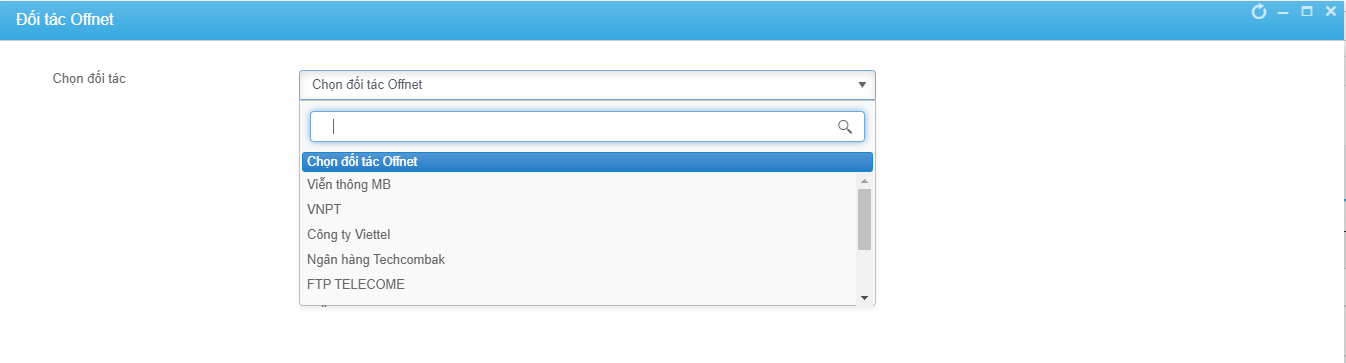 Đối tác Offnet
Chọn đối tác
Chọn đối tác Offnet
Chọn đối tác Offnet
Viễn thông MB
VNPT
Công ty Viettel
Ngân hàng Techcombak
FTP TELECOME